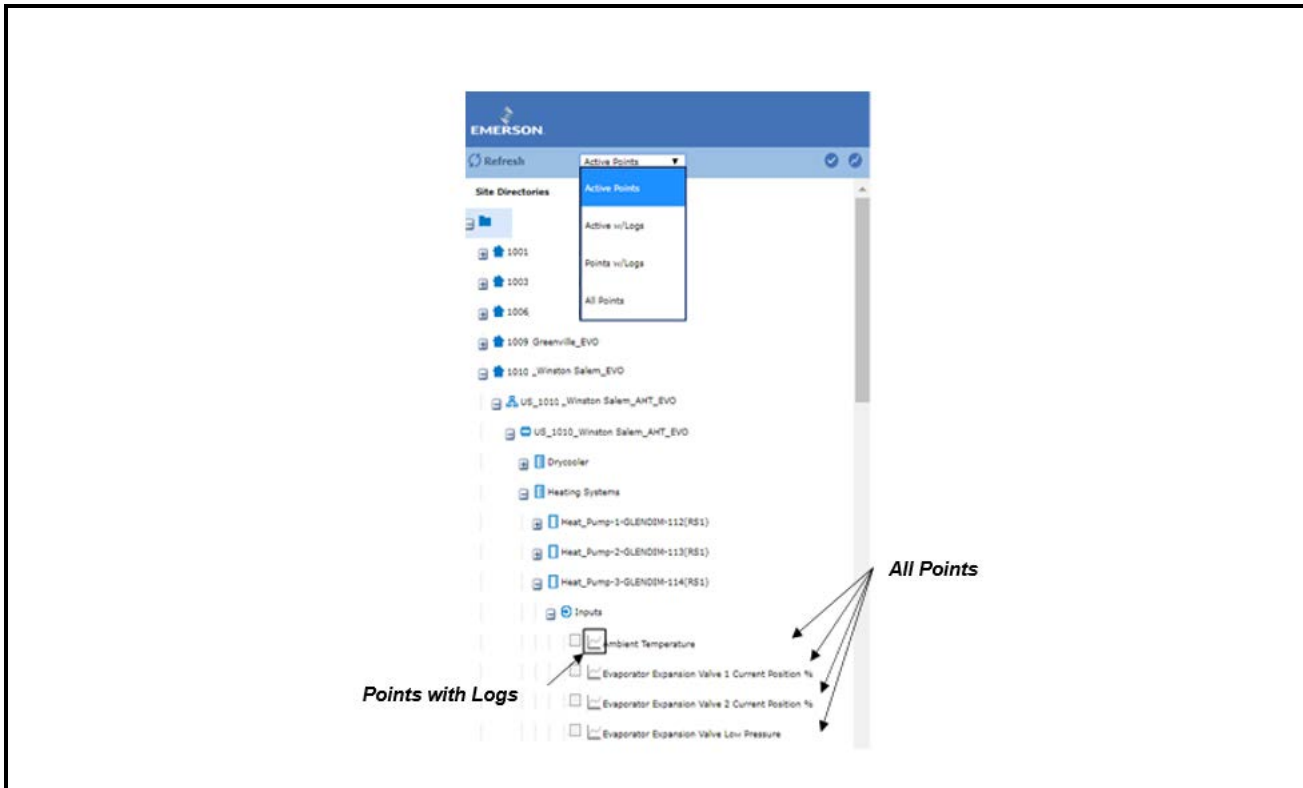 EMERSON
Refresh
Active Points
Site Directories
Active Points
Active w/Logs
Points w/Logs
All Points
1001
1003
1006
1009 Greenville_EVO
1010 _Winston Salem_EVO
US_1010 _Winston Salem_AHT_EVO
US_1010_Winston Salem_AHT_EVO
Drycooler
Heating Systems
Heat_Pump-1-GLENDIM-112(RS1)
Heat_Pump-2-GLENDIM-113(RS1)
Heat_Pump-3-GLENDIM-114(RS1)
All Points
Inputs
Ambient Temperature
Evaporator Expansion Valve 1 Current Position %
Points with Logs
Evaporator Expansion Valve 2 Current Position %
Evaporator Expansion Valve Low Pressure